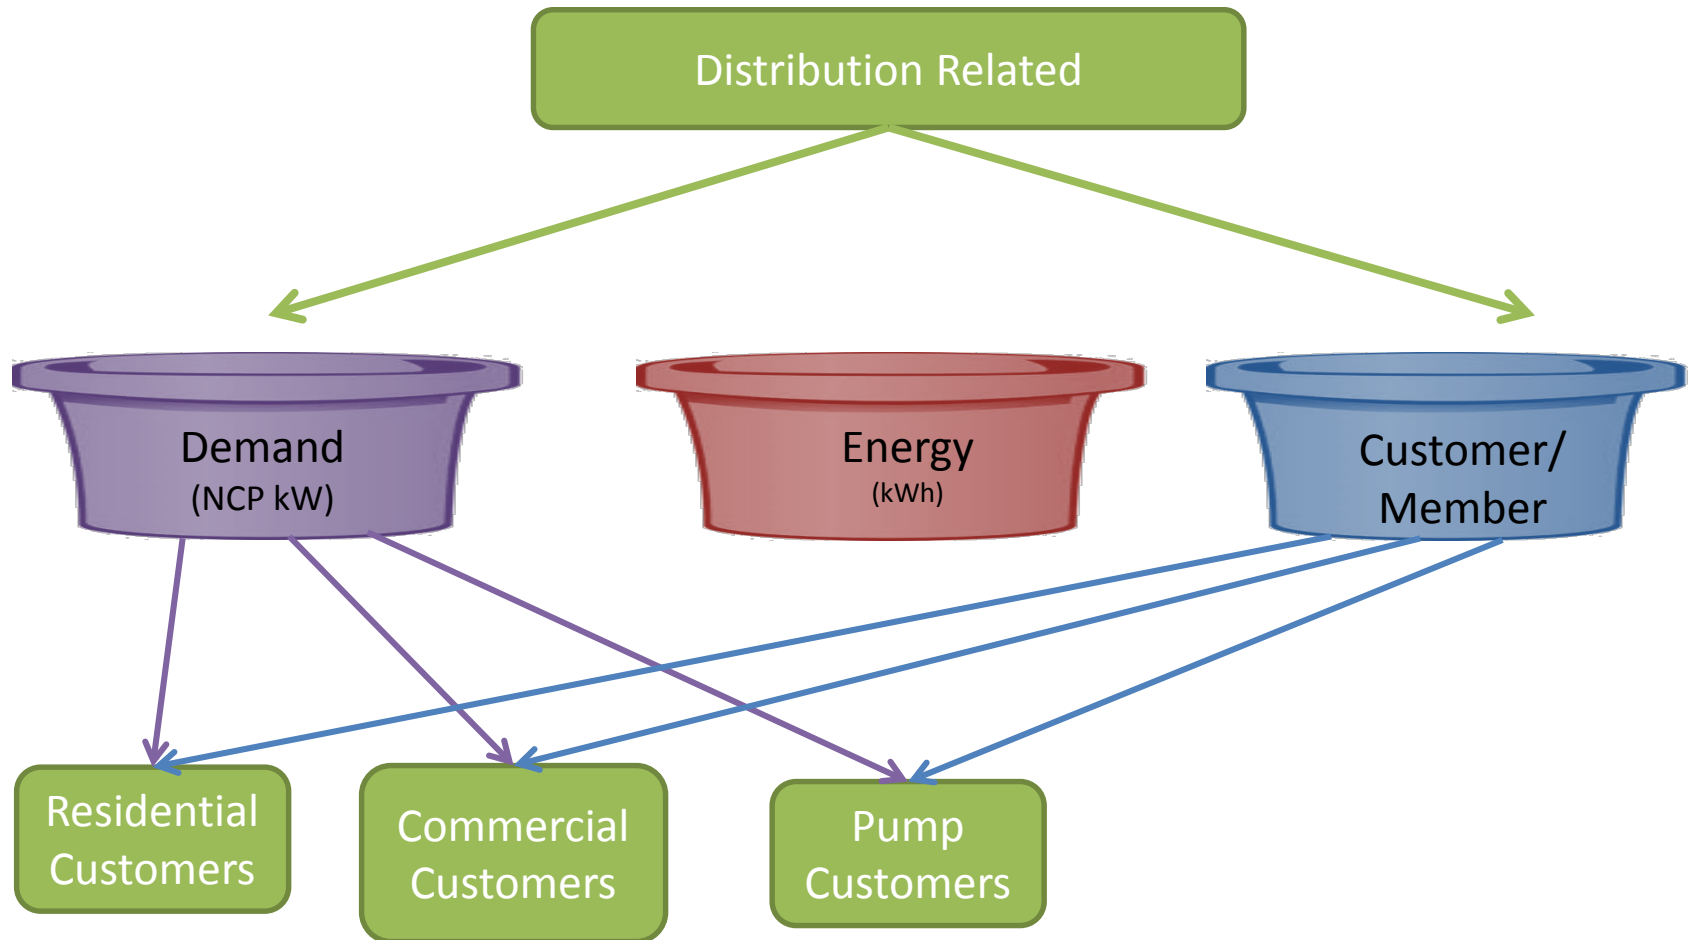 Distribution Related
Demand
(NCP kW)
Energy
(kWh)
Customer/
Member
Residential
Customers
Commercial
Customers
Pump
Customers